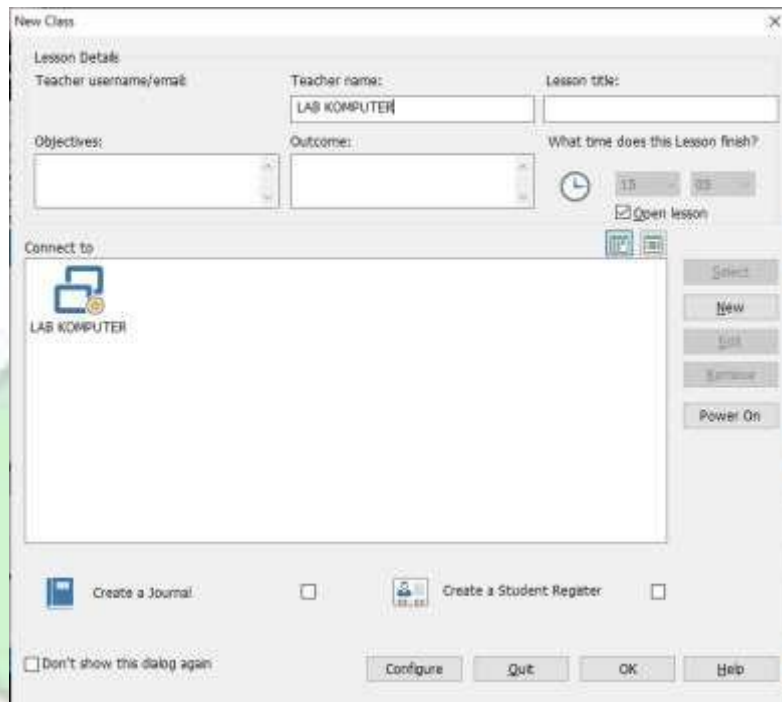 New Class
Lesson Details
Teacher username/email: Teacher name: Lesson title:
LAB KOMPUTER
Objectives: Outcome: What time does this Lesson finish?
15 05
Open lesson
Connect to
Select
LAB KOMPUTER
New
Edit
Remove
Power On
Create a Journal Create a Student Register
Don't show this dialog again
Configure Quit OK Help